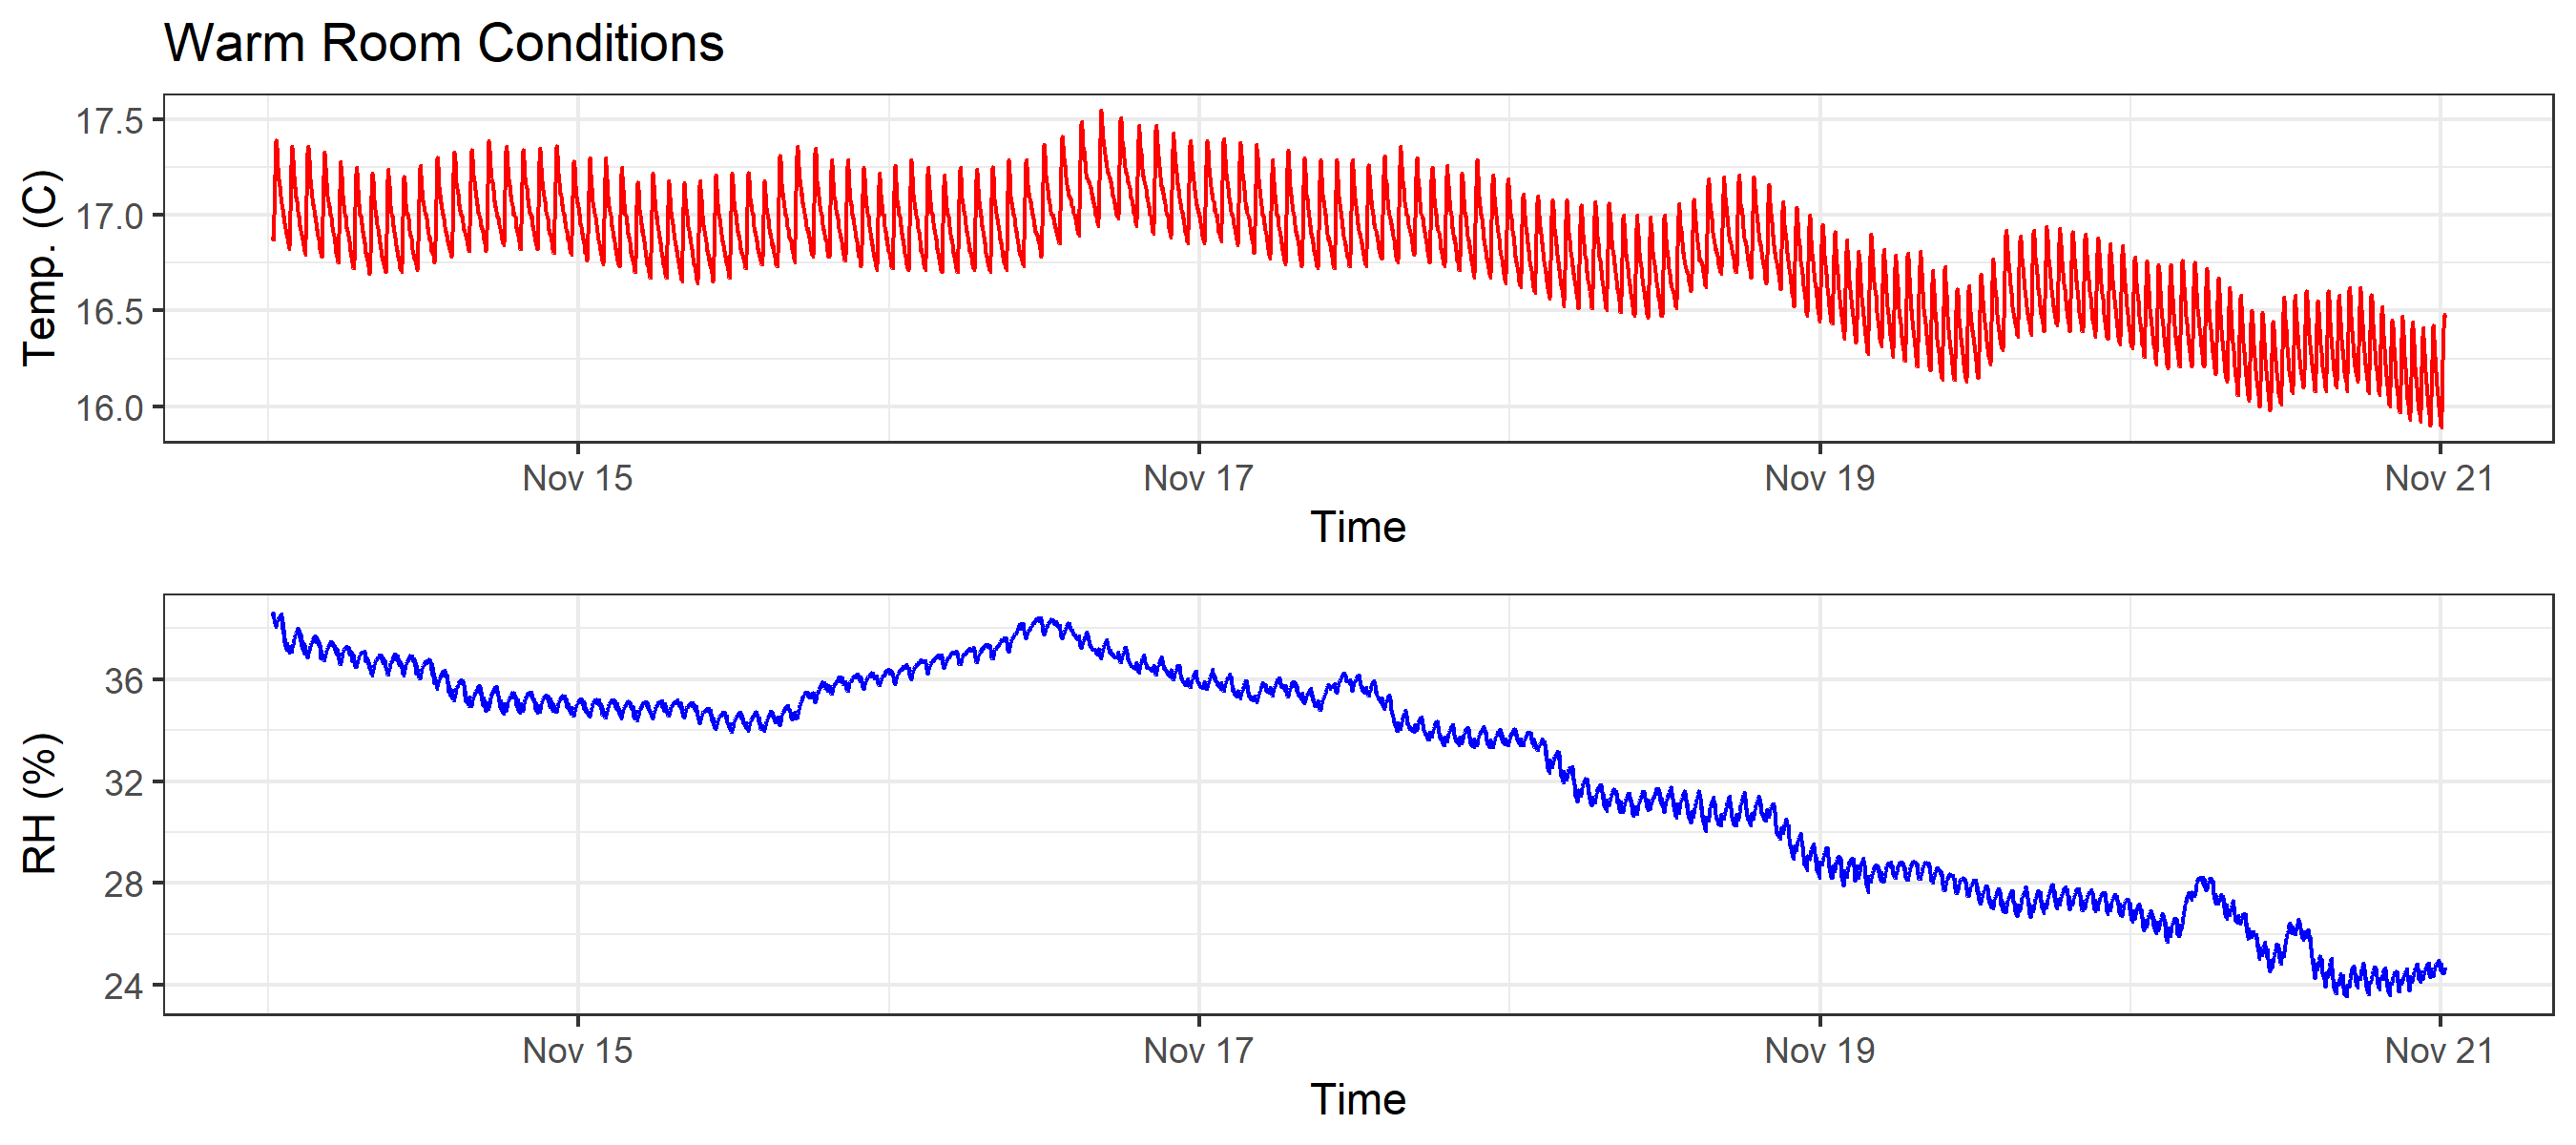 Warm Room Conditions
17.5
17.0
16.5
16.0
Temp. (C)
Nov 15 Nov 17 Nov 19 Nov 21
Time
36
32
28
24
RH (%)
Nov 15 Nov 17 Nov 19 Nov 21
Time